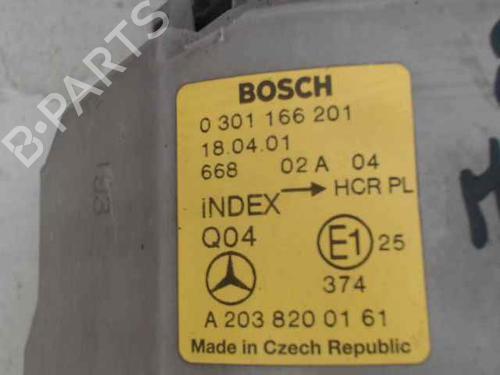 BOSCH
0 301 166 201
18.04.01
668 02 A 04
iNDEX → HCR PL
Q04 E1 25
374
A 203 820 01 61
Made in Czech Republic
B-PARTS